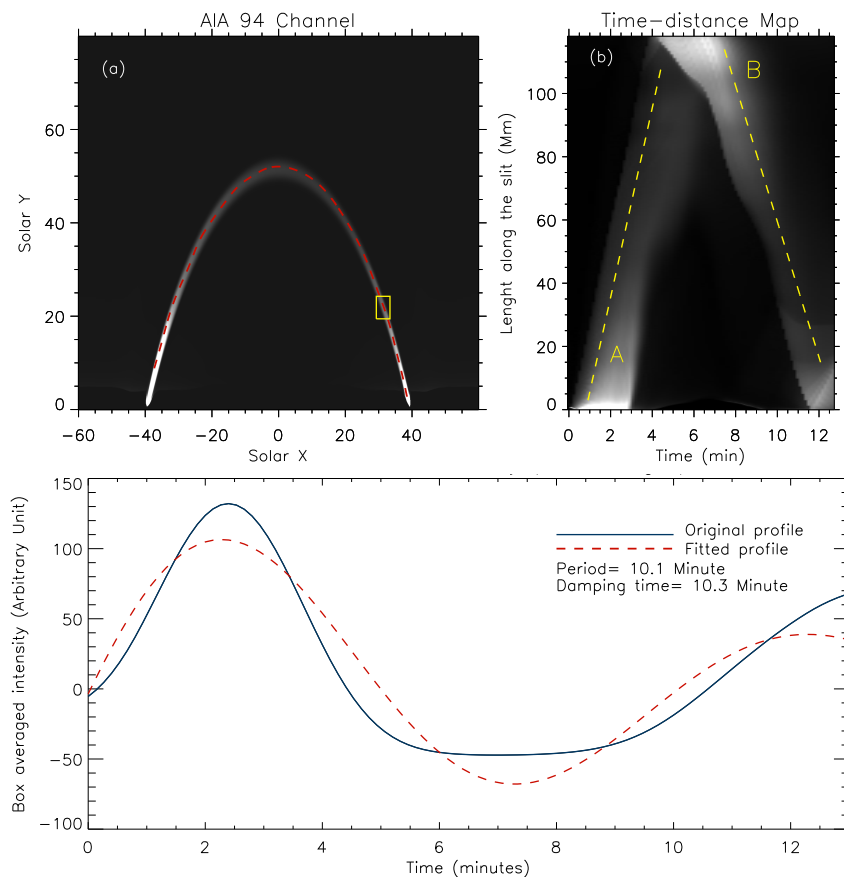 AIA 94 Channel
Time-distance Map
(a)
(b)
B
A
Solar Y
80
60
40
20
0
-60 -40 -20 0 20 40 60
Solar X
Lenght along the slit (Mm)
100
80
60
40
20
0
0 2 4 6 8 10 12
Time (min)
Box averaged intensity (Arbitrary Unit)
150
100
50
0
-50
-100
Original profile
Fitted profile
Period= 10.1 Minute
Damping time= 10.3 Minute
0 2 4 6 8 10 12
Time (minutes)